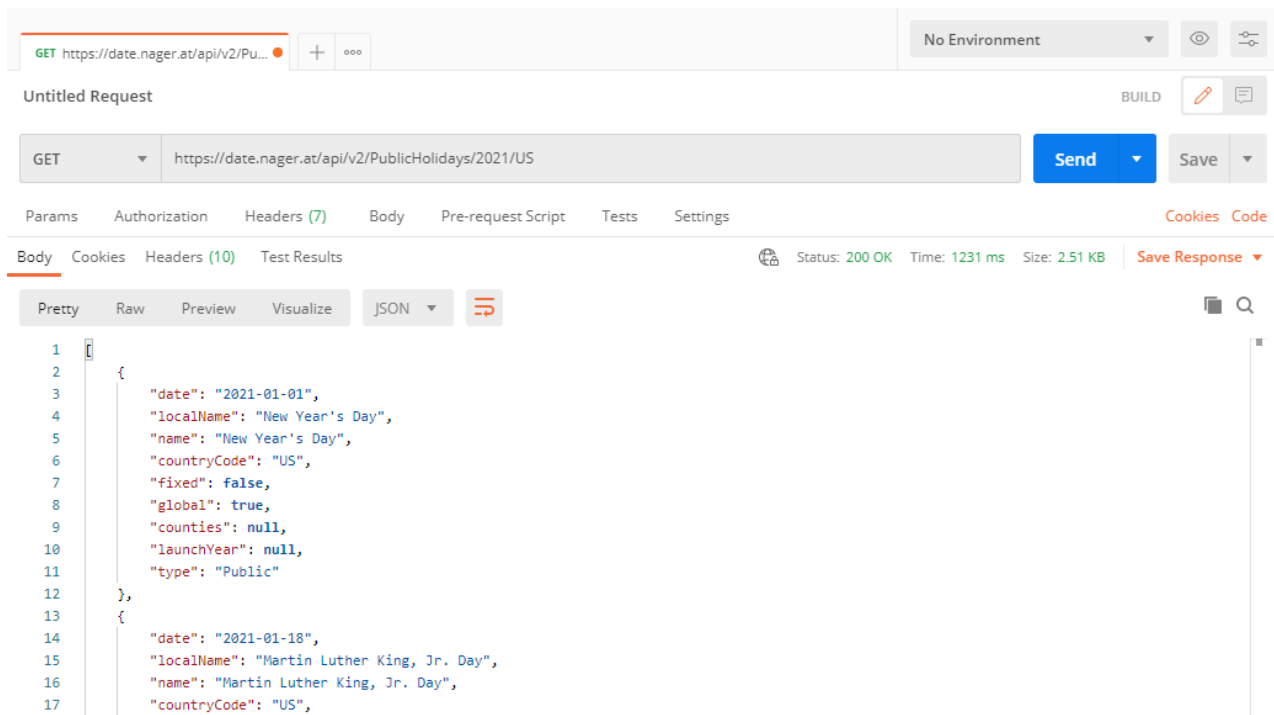 GET https://date.nager.at/api/v2/Pu...
No Environment
Untitled Request
BUILD
GET https://date.nager.at/api/v2/PublicHolidays/2021/US Send Save
Params Authorization Headers (7) Body Pre-request Script Tests Settings Cookies Code
Body Cookies Headers (10) Test Results Status: 200 OK Time: 1231 ms Size: 2.51 KB Save Response
Pretty Raw Preview Visualize JSON
1 [
2 {
3 "date": "2021-01-01",
4 "localName": "New Year's Day",
5 "name": "New Year's Day",
6 "countryCode": "US",
7 "fixed": false,
8 "global": true,
9 "counties": null,
10 "launchYear": null,
11 "type": "Public"
12 },
13 {
14 "date": "2021-01-18",
15 "localName": "Martin Luther King, Jr. Day",
16 "name": "Martin Luther King, Jr. Day",
17 "countryCode": "US",